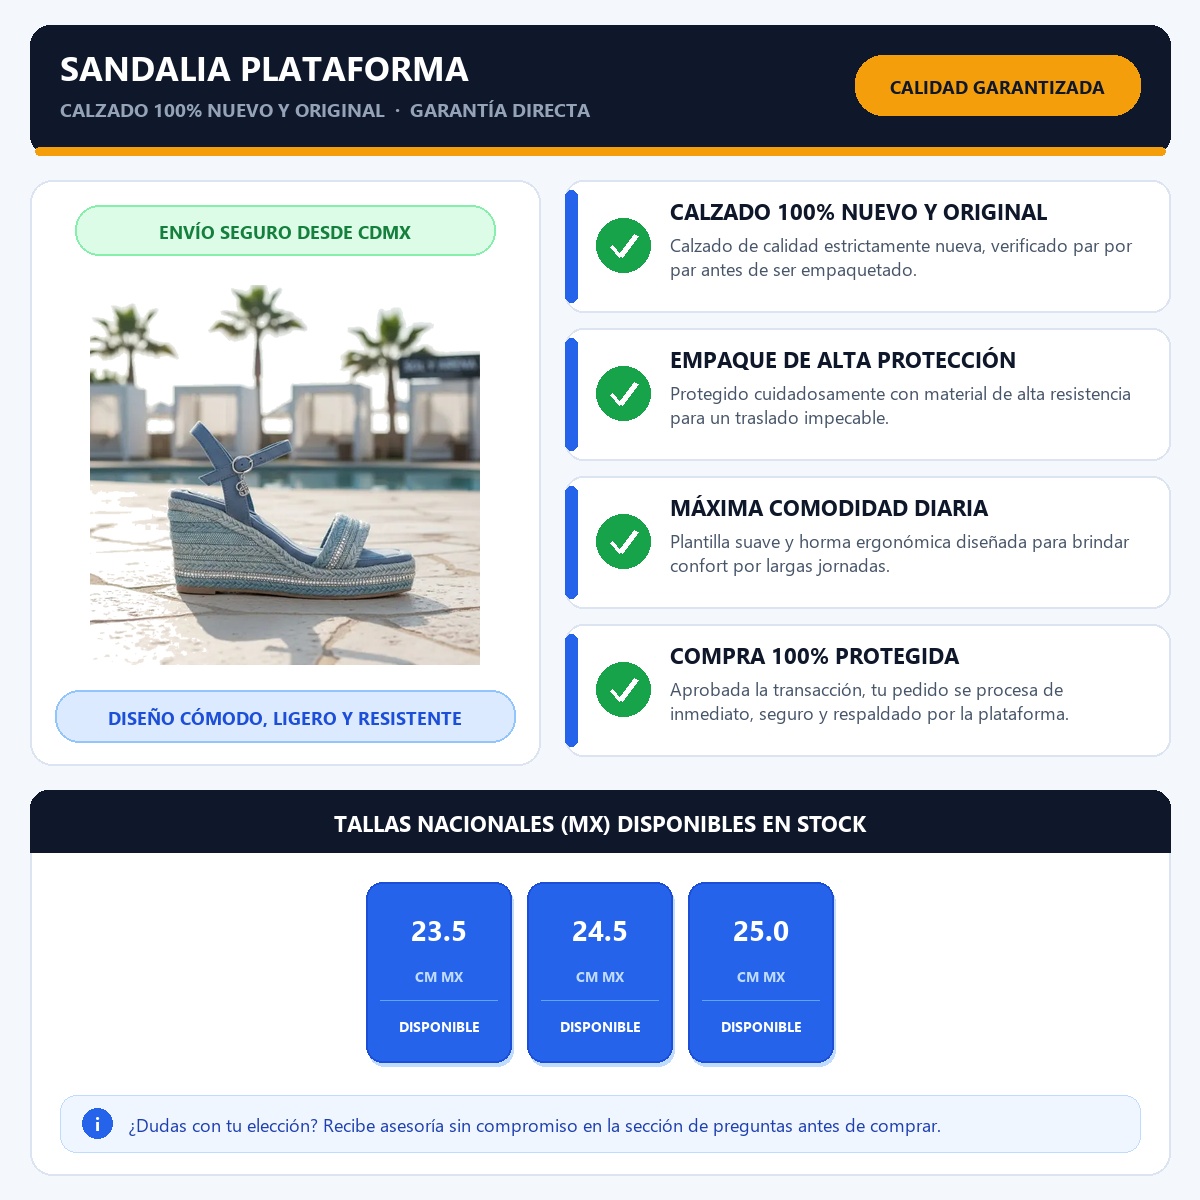 SANDALIA PLATAFORMA
CALZADO 100% NUEVO Y ORIGINAL · GARANTÍA DIRECTA
CALIDAD GARANTIZADA
ENVÍO SEGURO DESDE CDMX
DISEÑO CÓMODO, LIGERO Y RESISTENTE
CALZADO 100% NUEVO Y ORIGINAL
Calzado de calidad estrictamente nueva, verificado par por
par antes de ser empaquetado.
EMPAQUE DE ALTA PROTECCIÓN
Protegido cuidadosamente con material de alta resistencia
para un traslado impecable.
MÁXIMA COMODIDAD DIARIA
Plantilla suave y horma ergonómica diseñada para brindar
confort por largas jornadas.
COMPRA 100% PROTEGIDA
Aprobada la transacción, tu pedido se procesa de
inmediato, seguro y respaldado por la plataforma.
TALLAS NACIONALES (MX) DISPONIBLES EN STOCK
23.5
CM MX
DISPONIBLE
24.5
CM MX
DISPONIBLE
25.0
CM MX
DISPONIBLE
¿Dudas con tu elección? Recibe asesoría sin compromiso en la sección de preguntas antes de comprar.